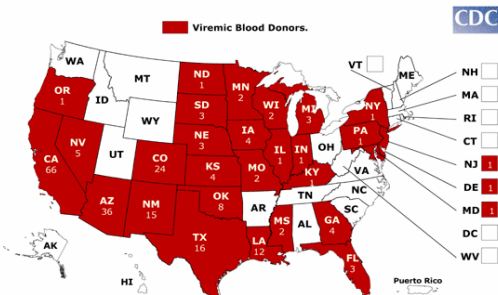 Viremic Blood Donors.
CDC
WA
MT
ND
1
MN
2
VT
ME
NH
OR
1
ID
SD
3
WI
2
MI
3
NY
1
MA
WY
RI
NV
5
NE
3
IA
4
PA
1
CT
CA
66
UT
CO
24
IL
1
IN
1
OH
NJ
1
KS
4
MO
2
KY
1
VA
DE
1
AZ
36
NM
15
OK
8
AR
TN
NC
MD
1
SC
DC
TX
16
LA
12
MS
2
AL
GA
4
WV
AK
HI
FL
3
Puerto Rico